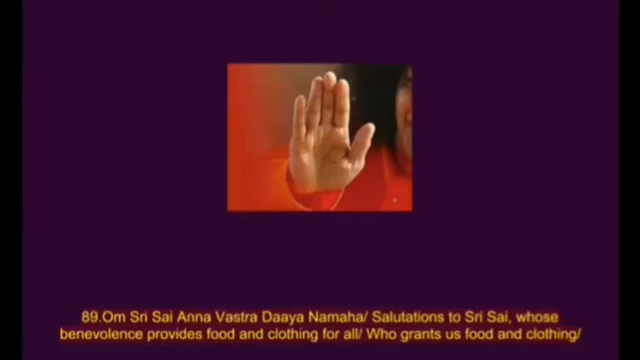 89.Om Sri Sai Anna Vastra Daaya Namaha/ Salutations to Sri Sai, whose
benevolence provides food and clothing for all/ Who grants us food and clothing/